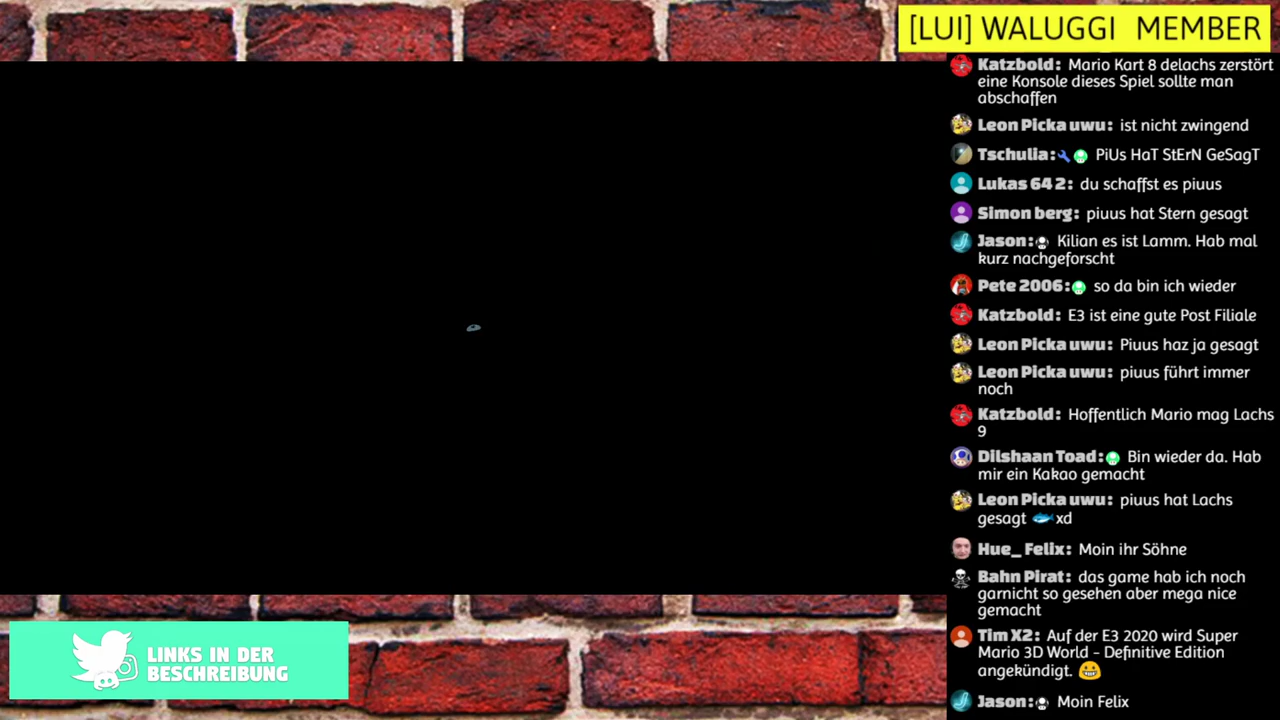 [LUI] WALUGGI MEMBER
Katzbold: Mario Kart 8 delachs zerstört
eine Konsole dieses Spiel sollte man
abschaffen
Leon Picka uwu: ist nicht zwingend
Tschulia: PiUs HaT StErN GeSagT
Lukas 64 2: du schaffst es piuus
Simon berg: piuus hat Stern gesagt
Jason: Kilian es ist Lamm. Hab mal
kurz nachgeforscht
Pete 2006: so da bin ich wieder
Katzbold: E3 ist eine gute Post Filiale
Leon Picka uwu: Piuus haz ja gesagt
Leon Picka uwu: piuus führt immer
noch
Katzbold: Hoffentlich Mario mag Lachs
9
Dilshaan Toad: Bin wieder da. Hab
mir ein Kakao gemacht
Leon Picka uwu: piuus hat Lachs
gesagt 🐟xd
Hue_ Felix: Moin ihr Söhne
Bahn Pirat: das game hab ich noch
garnicht so gesehen aber mega nice
gemacht
Tim X2: Auf der E3 2020 wird Super
Mario 3D World - Definitive Edition
angekündigt. 😁
Jason: Moin Felix
LINKS IN DER
BESCHREIBUNG